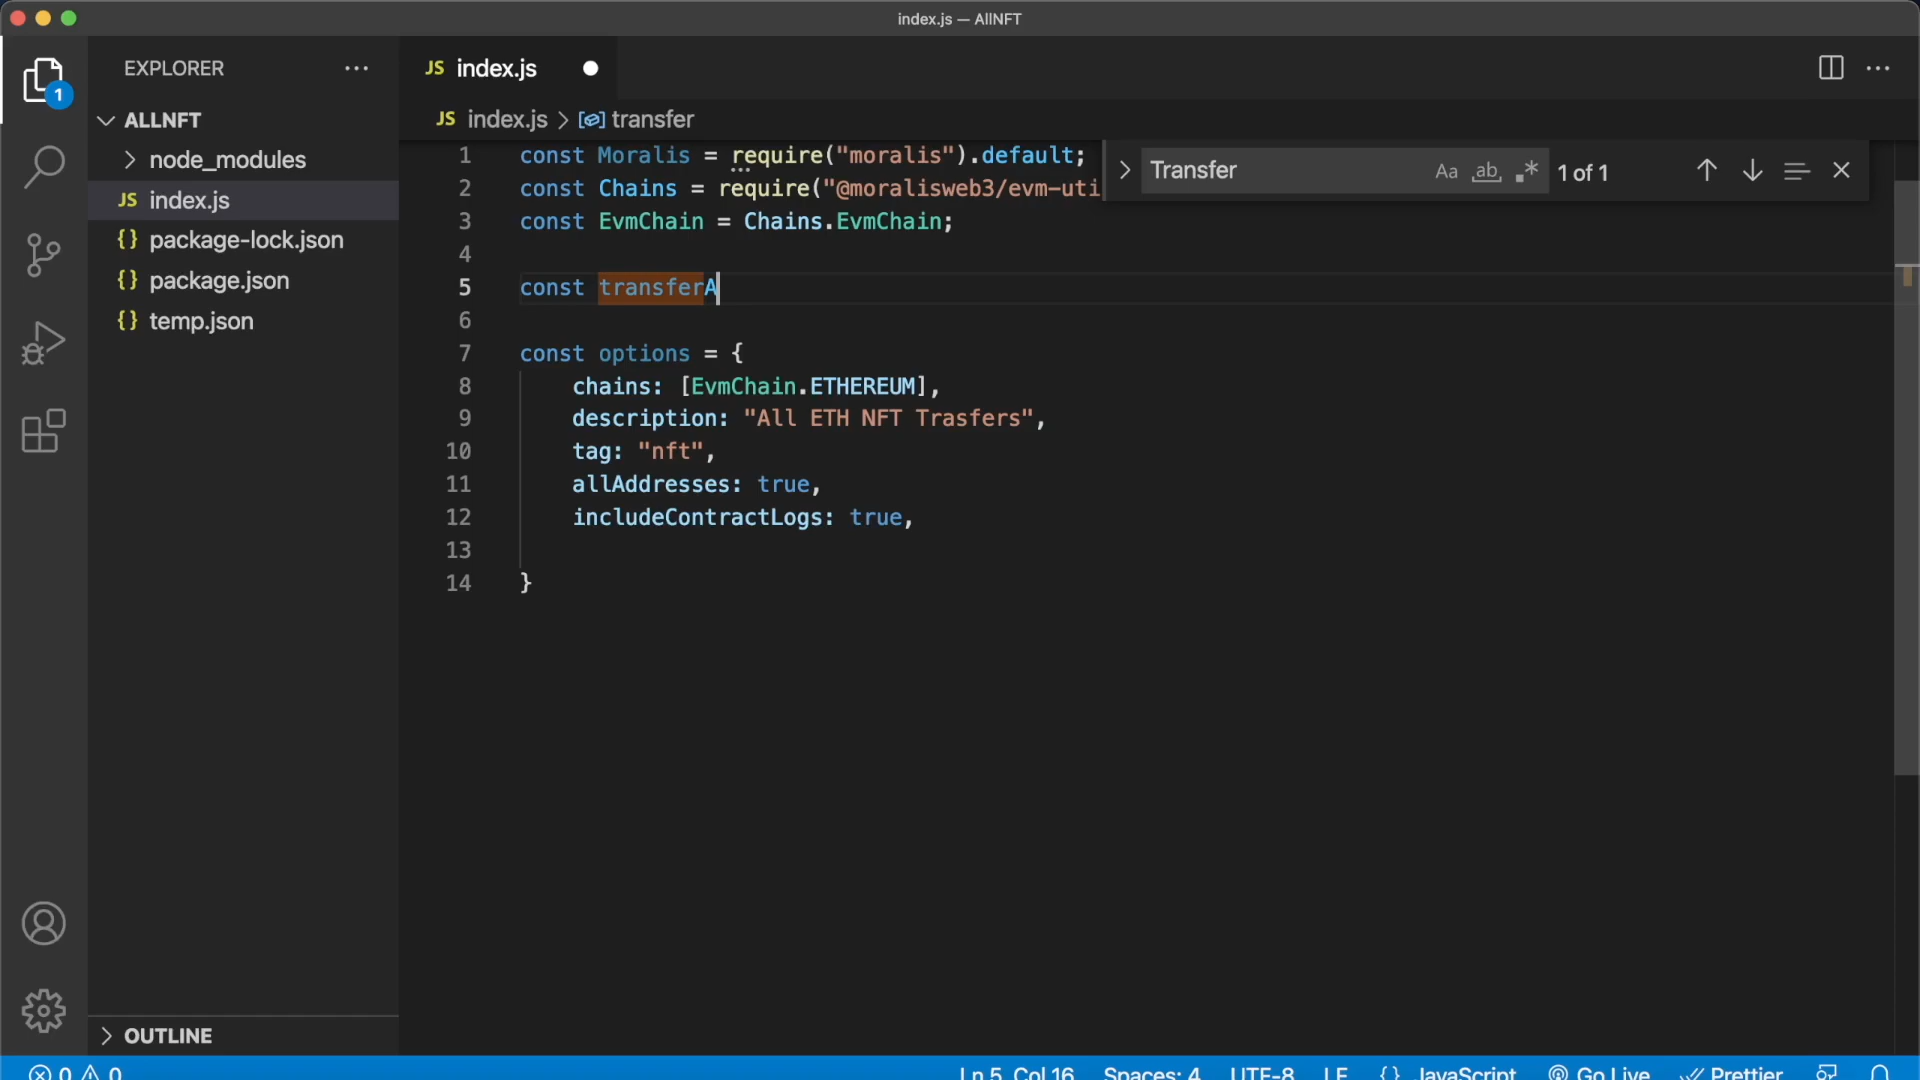 index.js — AllNFT
EXPLORER
JS index.js
ALLNFT
JS index.js > transfer
node_modules
JS index.js
{} package-lock.json
{} package.json
{} temp.json
Transfer
Aa
ab
.*
1 of 1
1 const Moralis = require("moralis").default;
2 const Chains = require("@moralisweb3/evm-uti
3 const EvmChain = Chains.EvmChain;
4
5 const transferA
6
7 const options = {
8 chains: [EvmChain.ETHEREUM],
9 description: "All ETH NFT Trasfers",
10 tag: "nft",
11 allAddresses: true,
12 includeContractLogs: true,
13
14 }
1
OUTLINE
0 0
Ln 5, Col 16 Spaces: 4 UTF-8 LF {} JavaScript Go Live Prettier